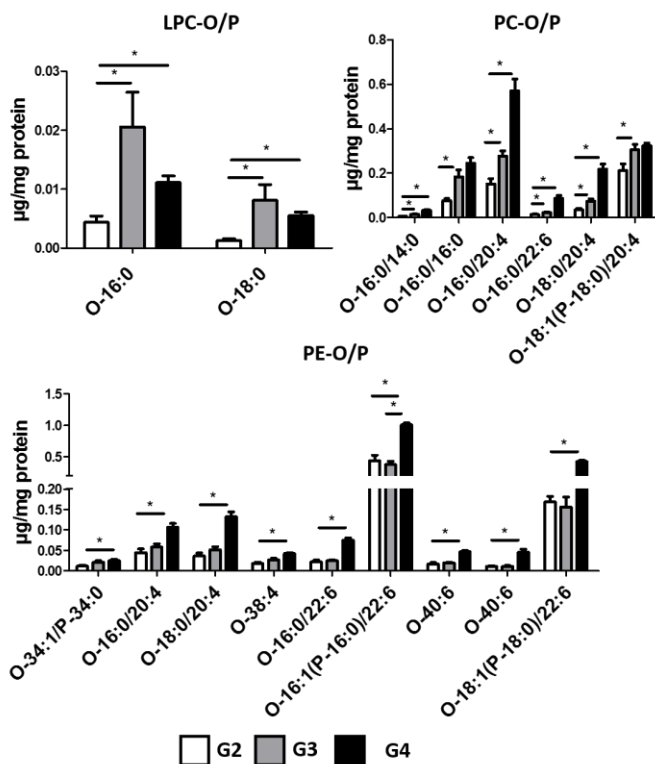 LPC-O/P
µg/mg protein
0.03
0.02
0.01
0.00
* * * *
O-16:0
O-18:0
PC-O/P
µg/mg protein
0.8
0.6
0.4
0.2
0.0
* * * * * * * * * *
O-16:0/14:0
O-16:0/16:0
O-16:0/20:4
O-16:0/22:6
O-18:0/20:4
O-18:1(P-18:0)/20:4
PE-O/P
µg/mg protein
1.5
1.0
0.5
0.20
0.15
0.10
0.05
0.00
* * * * * * * * * *
O-34:1/P-34:0
O-16:0/20:4
O-18:0/20:4
O-38:4
O-16:0/22:6
O-16:1(P-16:0)/22:6
O-40:6
O-40:6
O-18:1(P-18:0)/22:6
G2 G3 G4